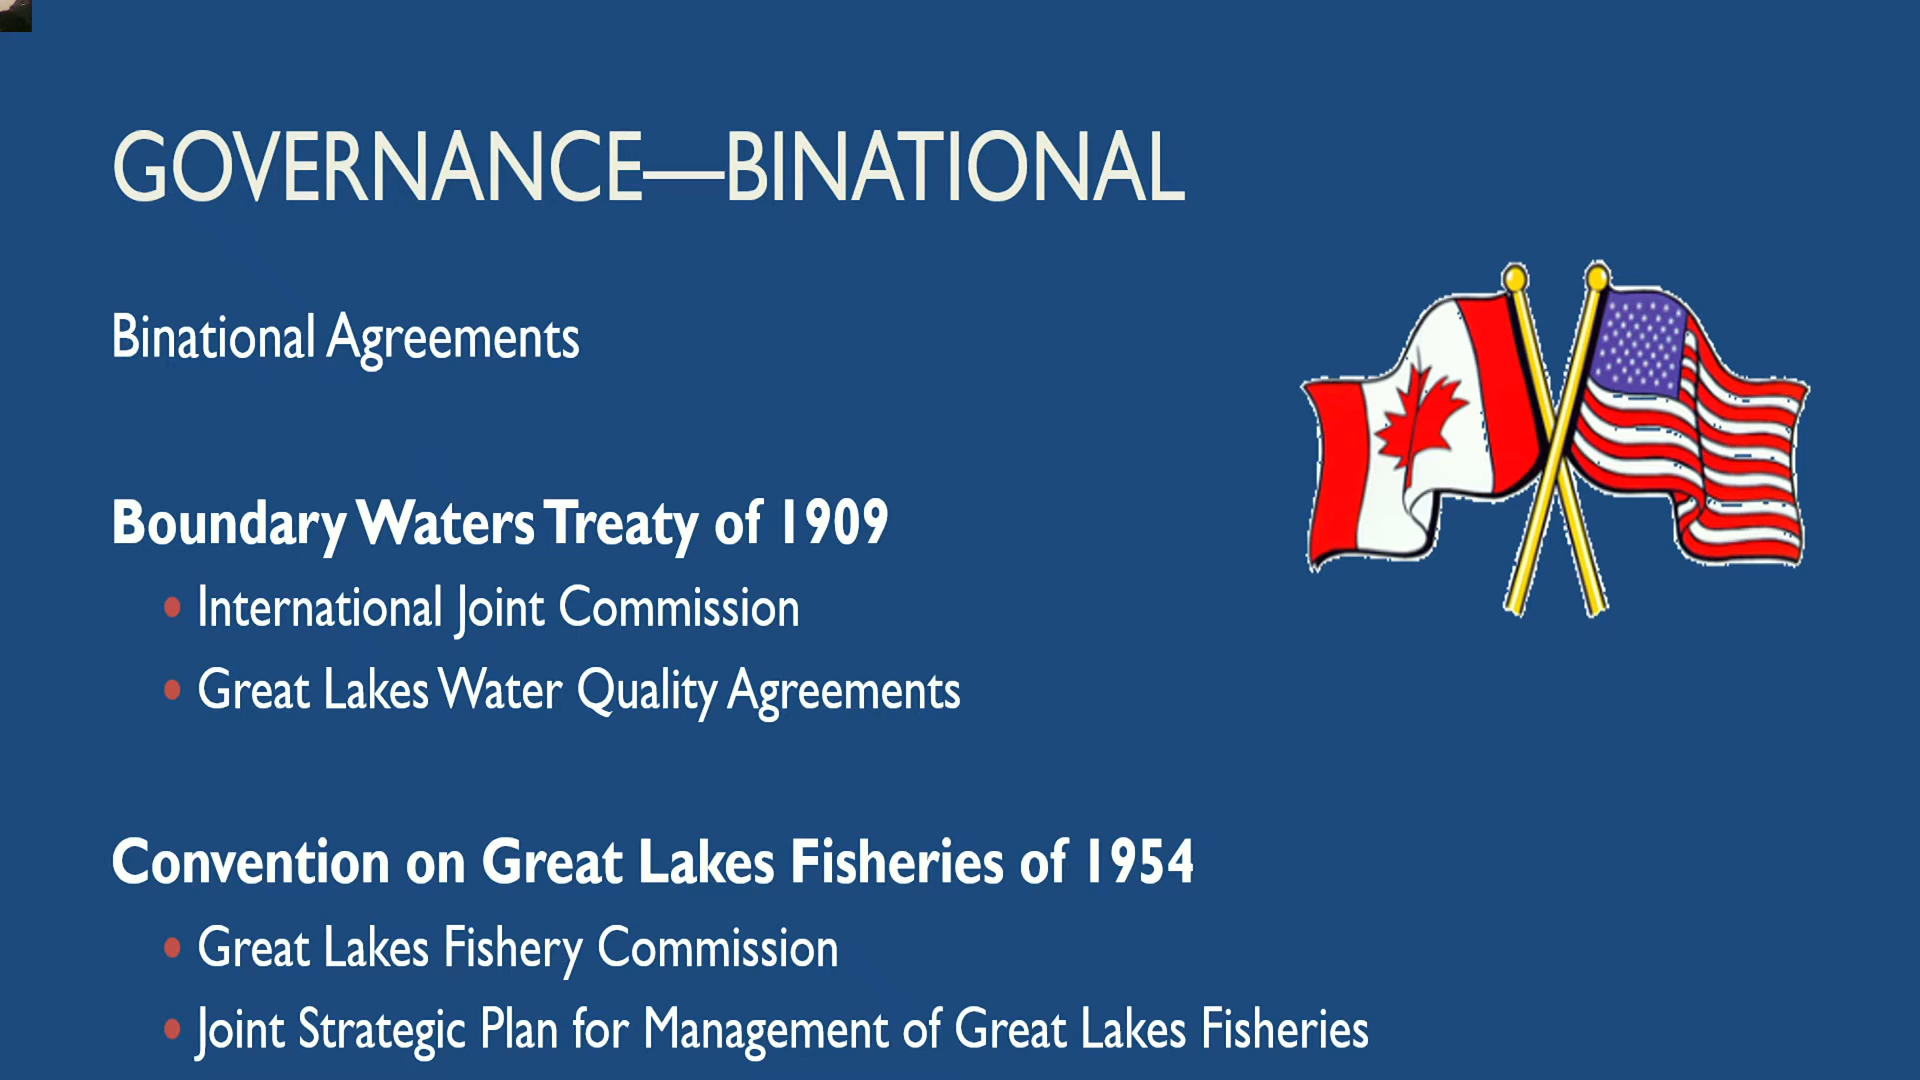 GOVERNANCE—BINATIONAL
Binational Agreements
Boundary Waters Treaty of 1909
• International Joint Commission
• Great Lakes Water Quality Agreements
Convention on Great Lakes Fisheries of 1954
• Great Lakes Fishery Commission
• Joint Strategic Plan for Management of Great Lakes Fisheries